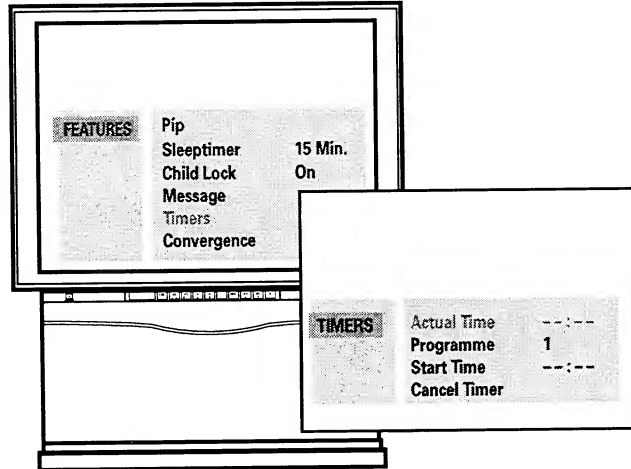 FEATURES
Pip
Sleeptimer 15 Min.
Child Lock On
Message
Timers
Convergence
TIMERS
Actual Time --:--
Programme 1
Start Time --:--
Cancel Timer